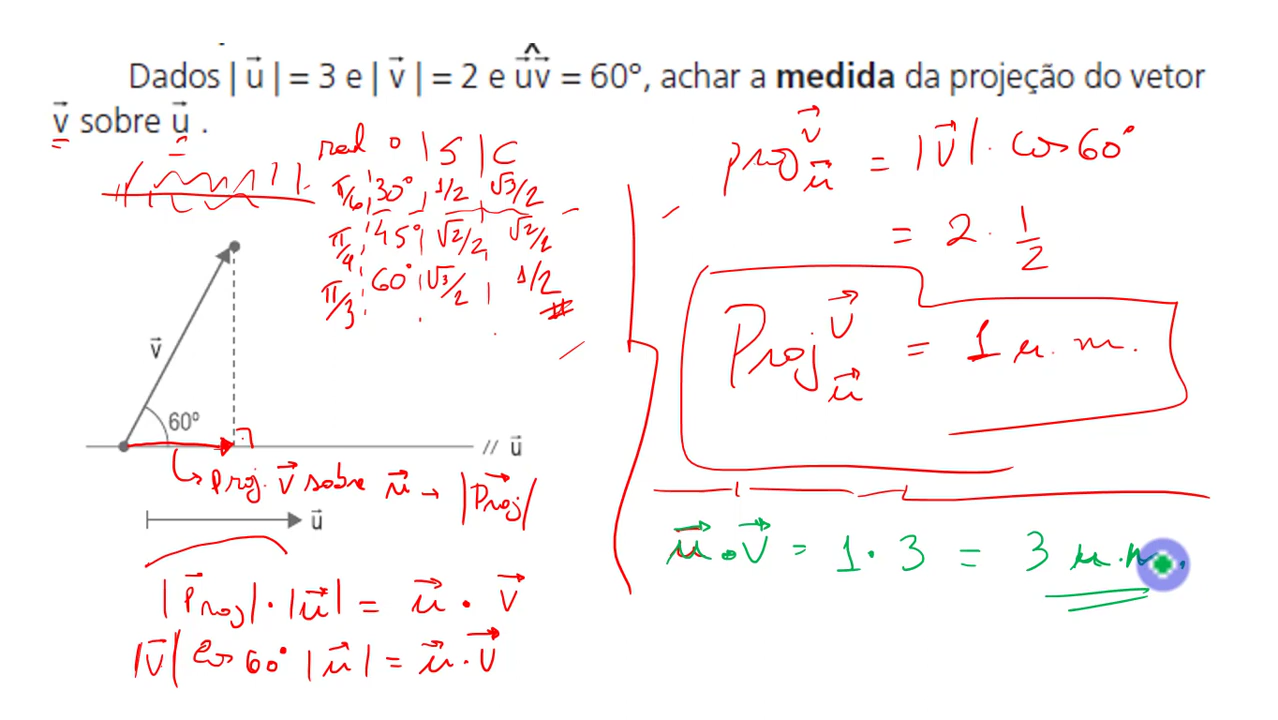 Dados | u⃗ | = 3 e | v⃗ | = 2 e u⃗v⃗ = 60°, achar a medida da projeção do vetor
v⃗ sobre u⃗ .
rad o | S | C
π/6 30° 1/2 √3/2
π/4 45° √2/2 √2/2
π/3 60° √3/2 1/2
v⃗
60°
// u⃗
Proj. v⃗ sobre u⃗ → |Proj|
u⃗
|Proj| · |u⃗| = u⃗ · v⃗
|v⃗| cos 60° |u⃗| = u⃗ · v⃗
proj v⃗ u⃗ = |v⃗| · cos 60°
= 2 · 1/2
Proj v⃗ u⃗ = 1 u. m.
u⃗ · v⃗ = 1 · 3 = 3 u.m.